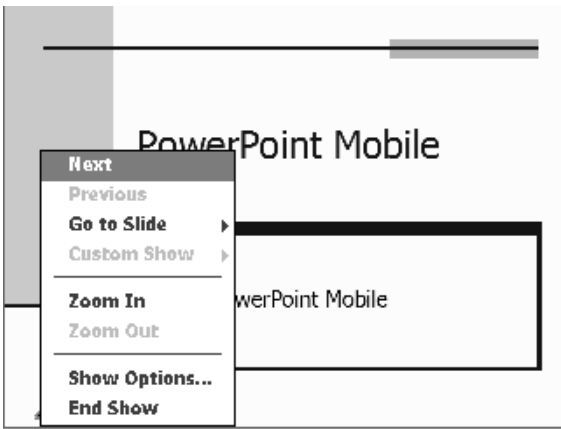 PowerPoint Mobile
Next
Previous
Go to Slide
Custom Show
Zoom In
werPoint Mobile
Zoom Out
Show Options...
End Show